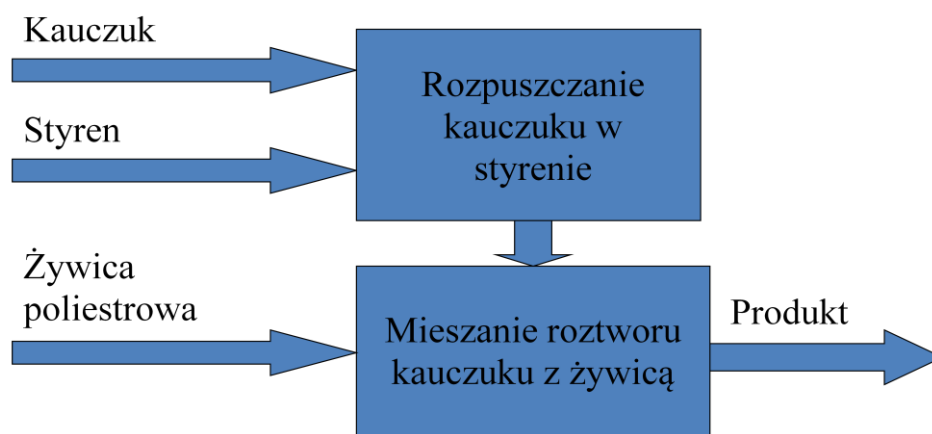 Kauczuk
Rozpuszczanie
kauczuku w
styrenie
Styren
Żywica
poliestrowa
Mieszanie roztworu
kauczuku z żywicą
Produkt